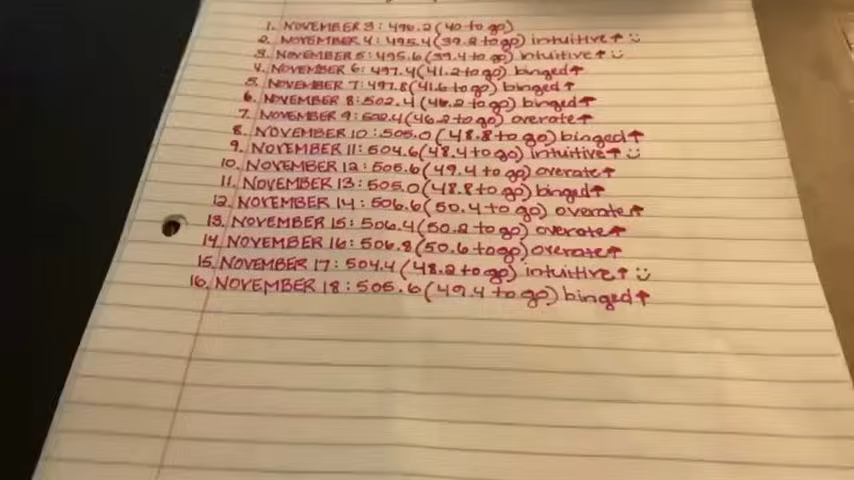 1. NOVEMBER 3: 496.2 (40 to go)
2. NOVEMBER 4: 495.4 (39.2 to go) intuitive↑ :)
3. NOVEMBER 5: 495.6 (39.4 to go) intuitive↑ :)
4. NOVEMBER 6: 497.4 (41.2 to go) binged↑
5. NOVEMBER 7: 497.8 (41.6 to go) binged↑
6. NOVEMBER 8: 502.4 (46.2 to go) binged↑
7. NOVEMBER 9: 502.4 (46.2 to go) overate↑
8. NOVEMBER 10: 505.0 (48.8 to go) binged↑
9. NOVEMBER 11: 504.6 (48.4 to go) intuitive↑ :)
10. NOVEMBER 12: 505.6 (49.4 to go) overate↑
11. NOVEMBER 13: 505.0 (48.8 to go) binged↑
12. NOVEMBER 14: 506.6 (50.4 to go) overate↑
13. NOVEMBER 15: 506.4 (50.2 to go) overate↑
14. NOVEMBER 16: 506.8 (50.6 to go) overate↑
15. NOVEMBER 17: 504.4 (48.2 to go) intuitive↑ :)
16. NOVEMBER 18: 505.6 (49.4 to go) binged↑